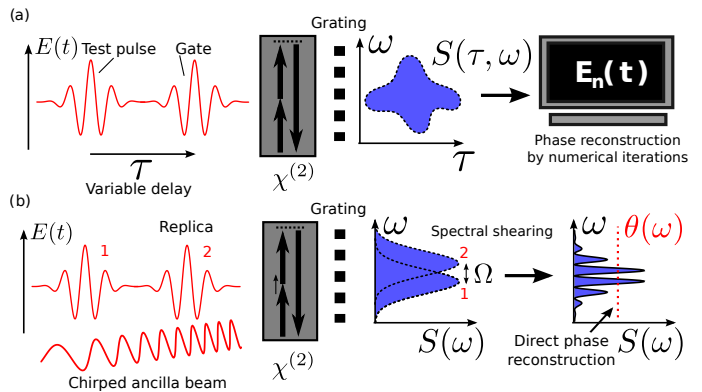 (a)
Grating
E(t)
Test pulse
Gate
ω
S(τ, ω)
Eₙ(t)
τ
Variable delay
χ⁽²⁾
τ
Phase reconstruction
by numerical iterations
(b)
Grating
E(t)
Replica
1
2
ω
Spectral shearing
2
Ω
1
ω
θ(ω)
S(ω)
Direct phase
reconstruction
S(ω)
χ⁽²⁾
Chirped ancilla beam